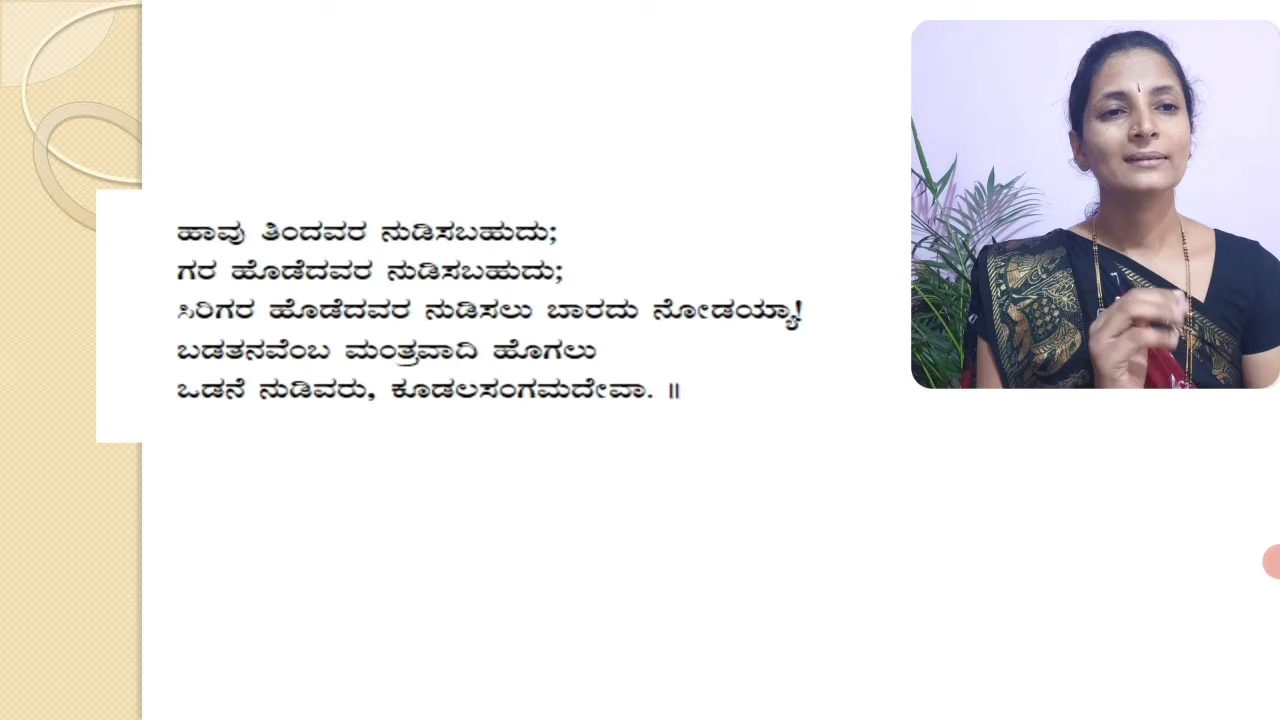 ಹಾವು ತಿಂದವರ ನುಡಿಸಬಹುದು;
ಗರ ಹೊಡೆದವರ ನುಡಿಸಬಹುದು;
ಸಿರಿಗರ ಹೊಡೆದವರ ನುಡಿಸಲು ಬಾರದು ನೋಡಯ್ಯಾ!
ಬಡತನವೆಂಬ ಮಂತ್ರವಾದಿ ಹೊಗಲು
ಒಡನೆ ನುಡಿವರು, ಕೂಡಲಸಂಗಮದೇವಾ. ॥